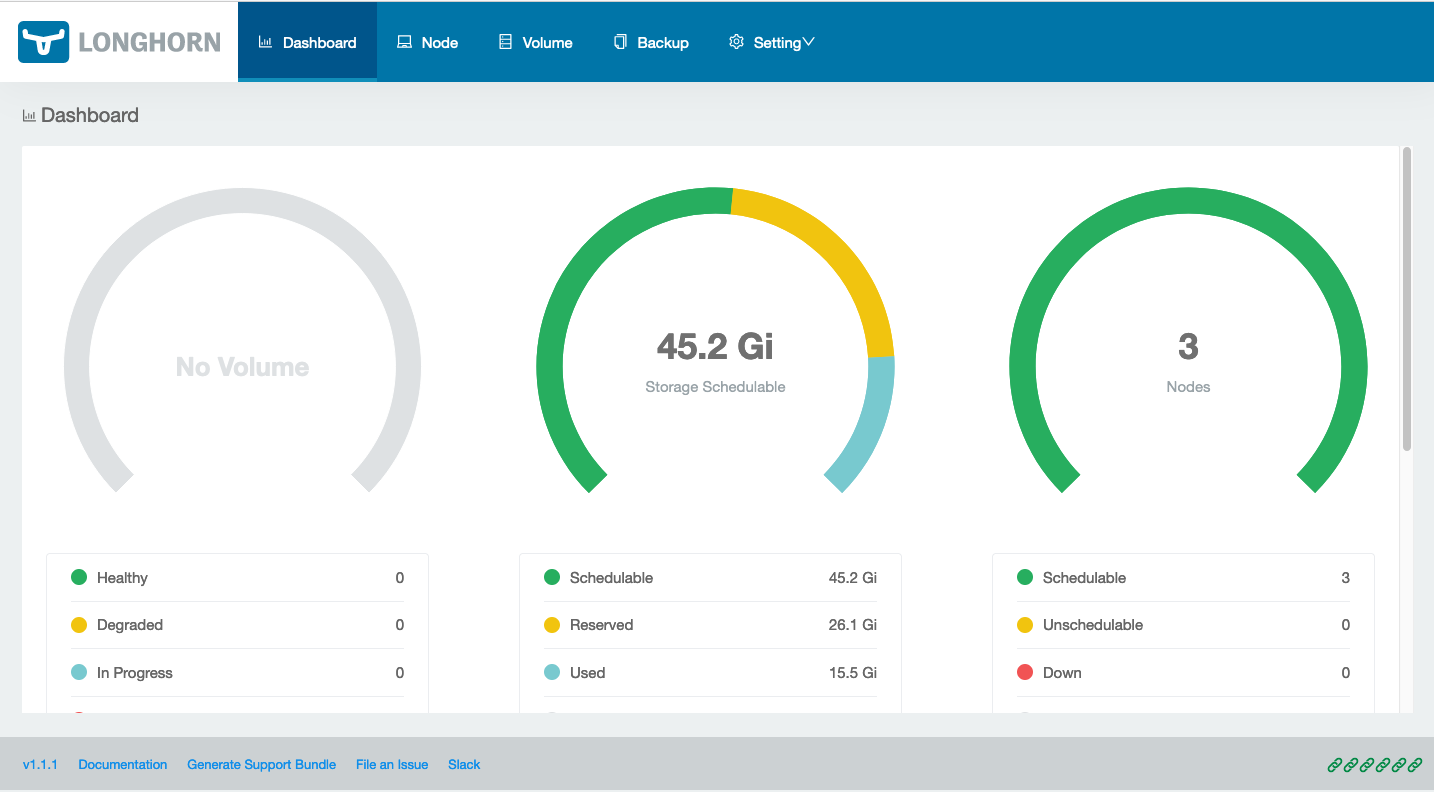 LONGHORN
Dashboard
Node
Volume
Backup
Setting
Dashboard
No Volume
45.2 Gi
Storage Schedulable
3
Nodes
Healthy 0
Degraded 0
In Progress 0
Schedulable 45.2 Gi
Reserved 26.1 Gi
Used 15.5 Gi
Schedulable 3
Unschedulable 0
Down 0
v1.1.1 Documentation Generate Support Bundle File an Issue Slack